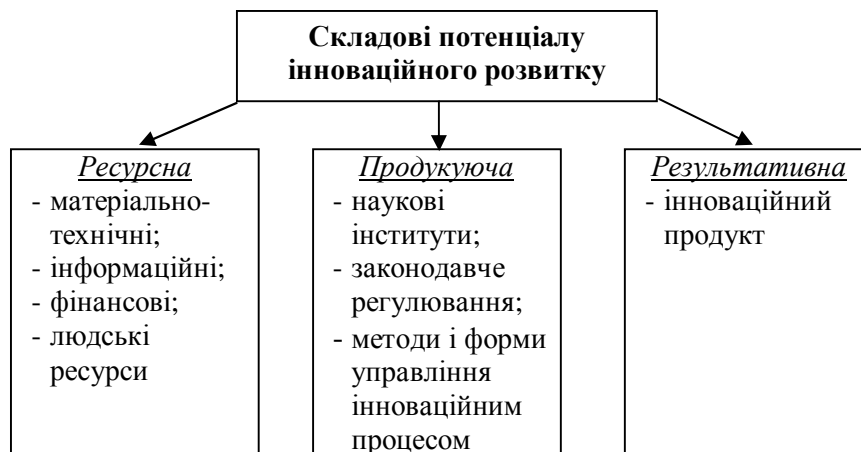 Складові потенціалу
інноваційного розвитку
Ресурсна
- матеріально-
технічні;
- інформаційні;
- фінансові;
- людські
ресурси
Продукуюча
- наукові
інститути;
- законодавче
регулювання;
- методи і форми
управління
інноваційним
процесом
Результативна
- інноваційний
продукт